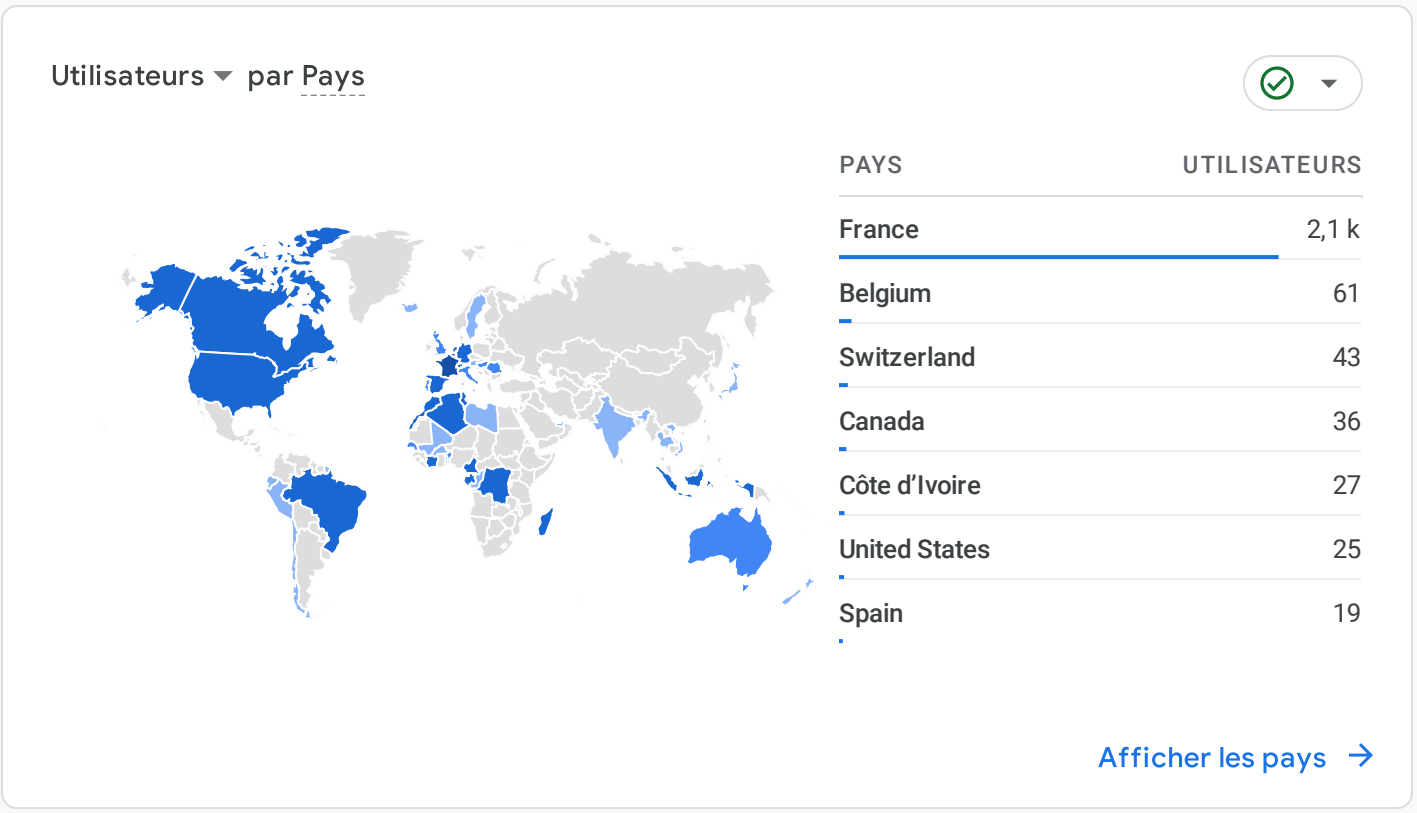 Utilisateurs par Pays
PAYS UTILISATEURS
France 2,1 k
Belgium 61
Switzerland 43
Canada 36
Côte d’Ivoire 27
United States 25
Spain 19
Afficher les pays